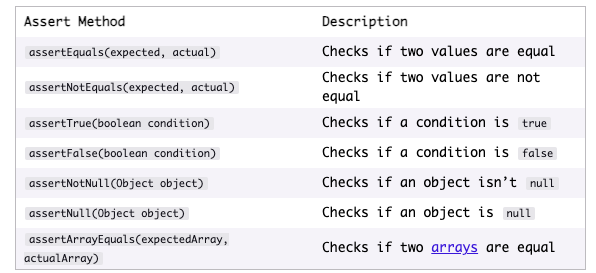 Assert Method Description
assertEquals(expected, actual) Checks if two values are equal
assertNotEquals(expected, actual) Checks if two values are not
equal
assertTrue(boolean condition) Checks if a condition is true
assertFalse(boolean condition) Checks if a condition is false
assertNotNull(Object object) Checks if an object isn’t null
assertNull(Object object) Checks if an object is null
assertArrayEquals(expectedArray,
actualArray) Checks if two arrays are equal